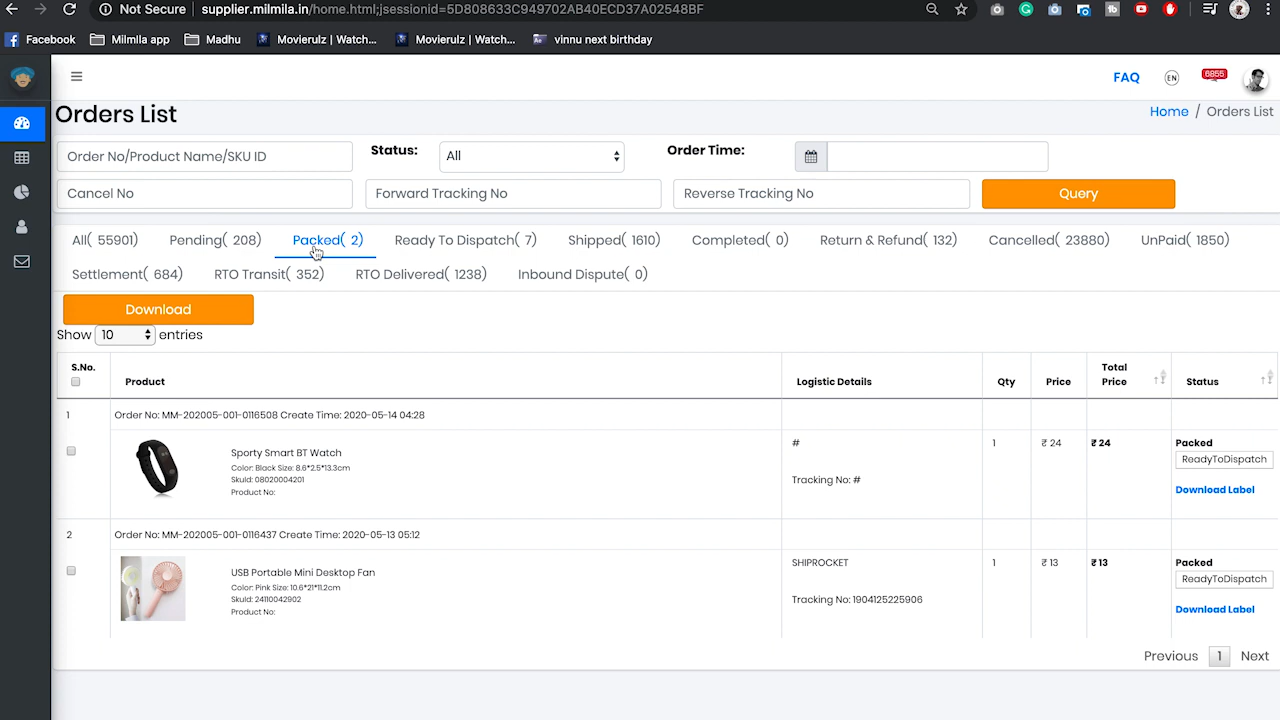 Not Secure supplier.milmila.in/home.html;jsessionid=5D808633C949702AB40ECD37A02548BF
Facebook Milmila app Madhu Movierulz | Watch... Movierulz | Watch... Ae vinnu next birthday
FAQ EN 6855
Orders List
Home / Orders List
Order No/Product Name/SKU ID Status: All Order Time:
Cancel No Forward Tracking No Reverse Tracking No Query
All( 55901) Pending( 208) Packed( 2) Ready To Dispatch( 7) Shipped( 1610) Completed( 0) Return & Refund( 132) Cancelled( 23880) UnPaid( 1850)
Settlement( 684) RTO Transit( 352) RTO Delivered( 1238) Inbound Dispute( 0)
Download
Show 10 entries
S.No. Product Logistic Details Qty Price Total Price Status
1 Order No: MM-202005-001-0116508 Create Time: 2020-05-14 04:28
Sporty Smart BT Watch
Color: Black Size: 8.6*2.5*13.3cm
SkuId: 08020004201
Product No:
#
Tracking No: #
1 ₹ 24 ₹ 24 Packed
ReadyToDispatch
Download Label
2 Order No: MM-202005-001-0116437 Create Time: 2020-05-13 05:12
USB Portable Mini Desktop Fan
Color: Pink Size: 10.6*21*11.2cm
SkuId: 24110042902
Product No:
SHIPROCKET
Tracking No: 1904125225906
1 ₹ 13 ₹ 13 Packed
ReadyToDispatch
Download Label
Previous 1 Next